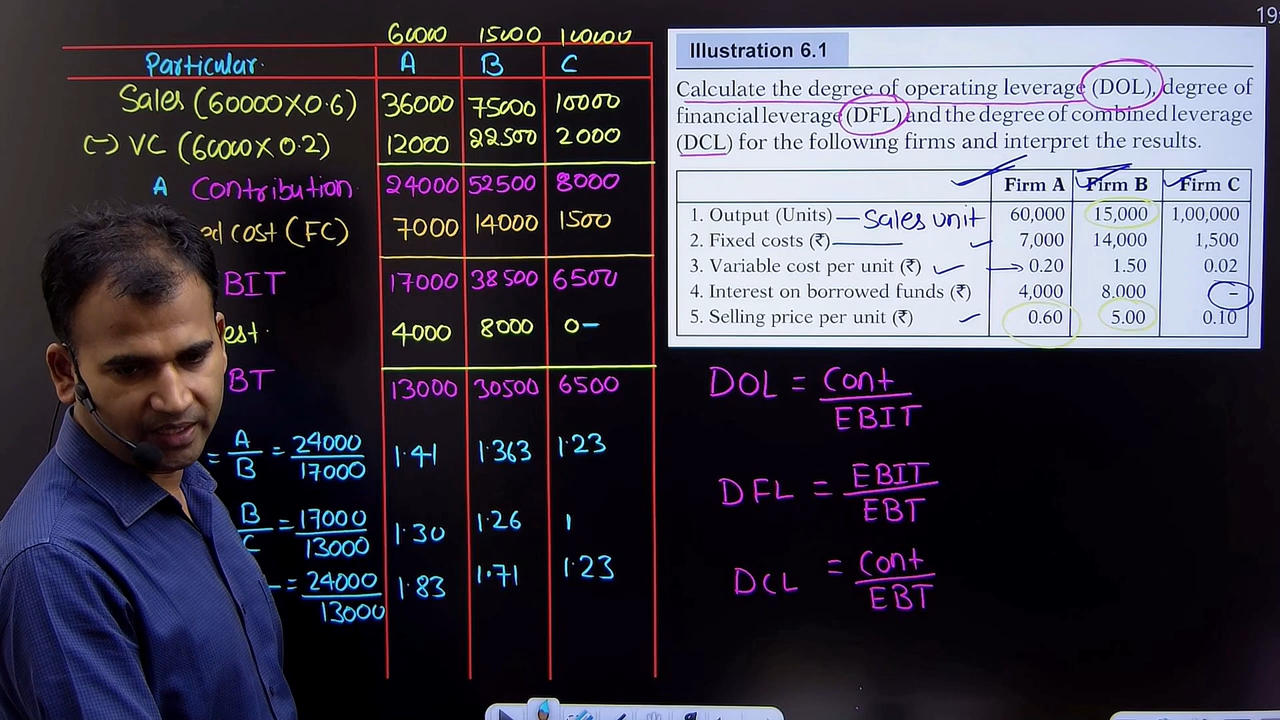 19:
60000 15000 100000
Particular A B C
Sales (60000X0.6) 36000 75000 10000
(-) VC (60000X0.2) 12000 22500 2000
A Contribution 24000 52500 8000
ed cost (FC) 7000 14000 1500
BIT 17000 38500 6500
est 4000 8000 0-
BT 13000 30500 6500
= A/B = 24000/17000 1.41 1.363 1.23
B/C = 17000/13000 1.30 1.26 1
= 24000/13000 1.83 1.71 1.23
Illustration 6.1
Calculate the degree of operating leverage (DOL), degree of
financial leverage (DFL) and the degree of combined leverage
(DCL) for the following firms and interpret the results.
Firm A Firm B Firm C
1. Output (Units) — Sales unit 60,000 15,000 1,00,000
2. Fixed costs (₹) 7,000 14,000 1,500
3. Variable cost per unit (₹) 0.20 1.50 0.02
4. Interest on borrowed funds (₹) 4,000 8,000 –
5. Selling price per unit (₹) 0.60 5.00 0.10
DOL = Cont/EBIT
DFL = EBIT/EBT
DCL = Cont/EBT